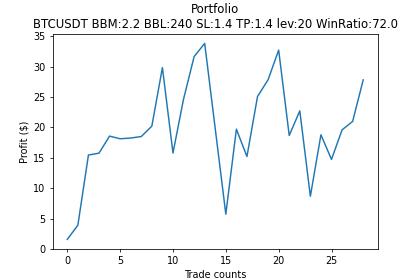 Portfolio
BTCUSDT BBM:2.2 BBL:240 SL:1.4 TP:1.4 lev:20 WinRatio:72.0
35
30
25
20
15
10
5
0
Profit ($)
0 5 10 15 20 25
Trade counts